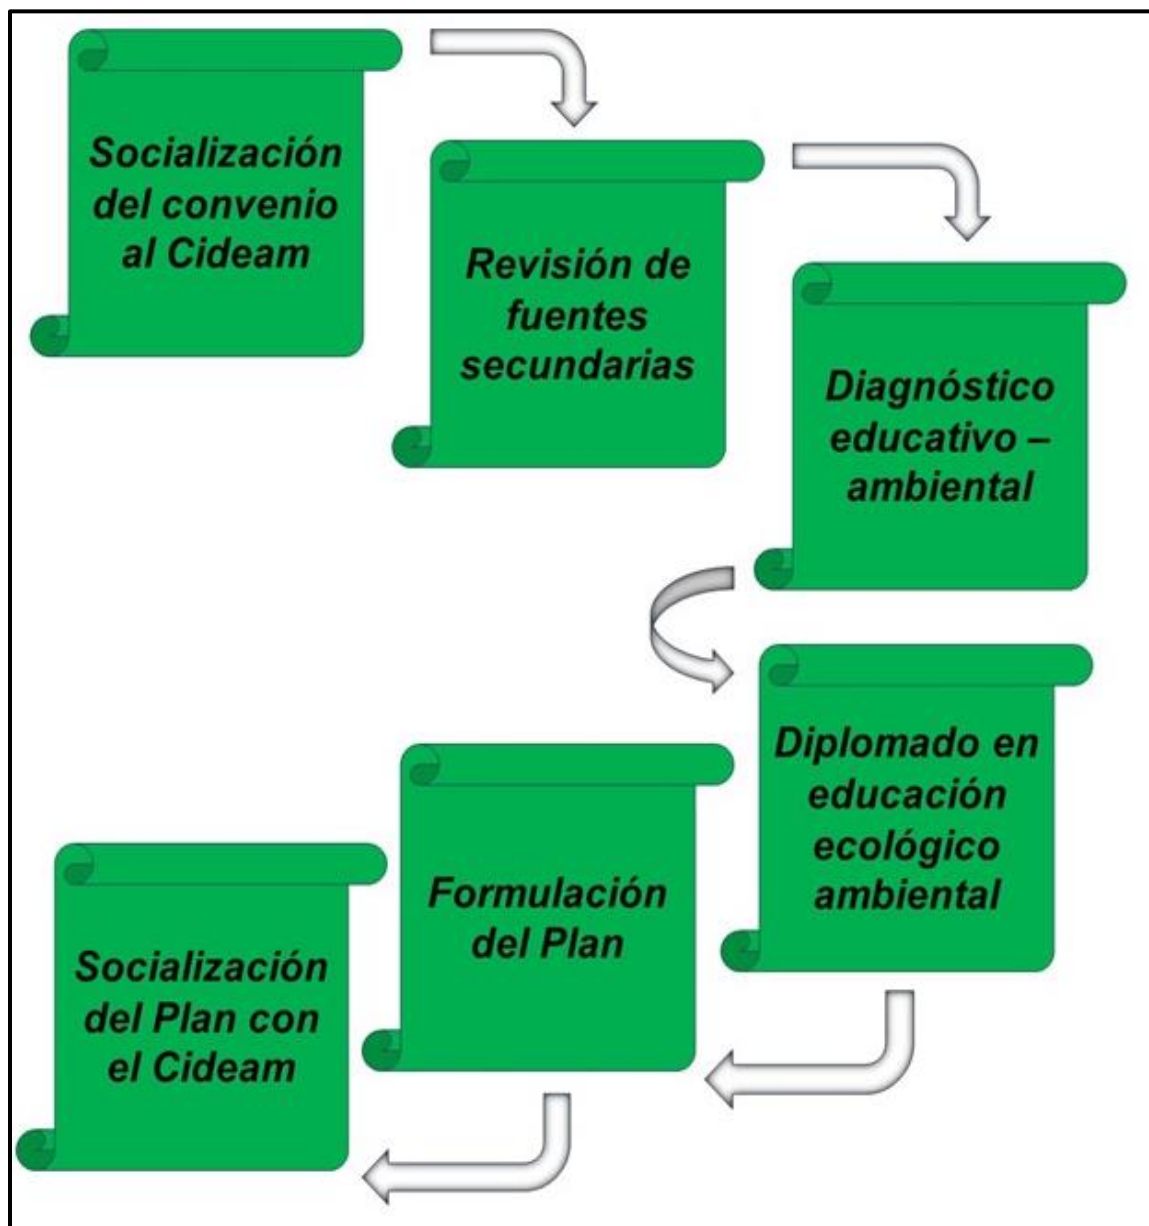 Socialización
del convenio
al Cideam
Revisión de
fuentes
secundarias
Diagnóstico
educativo –
ambiental
Diplomado en
educación
ecológico
ambiental
Formulación
del Plan
Socialización
del Plan con
el Cideam